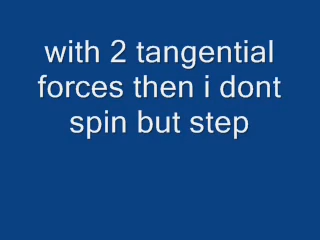 with 2 tangential
forces then i dont
spin but step